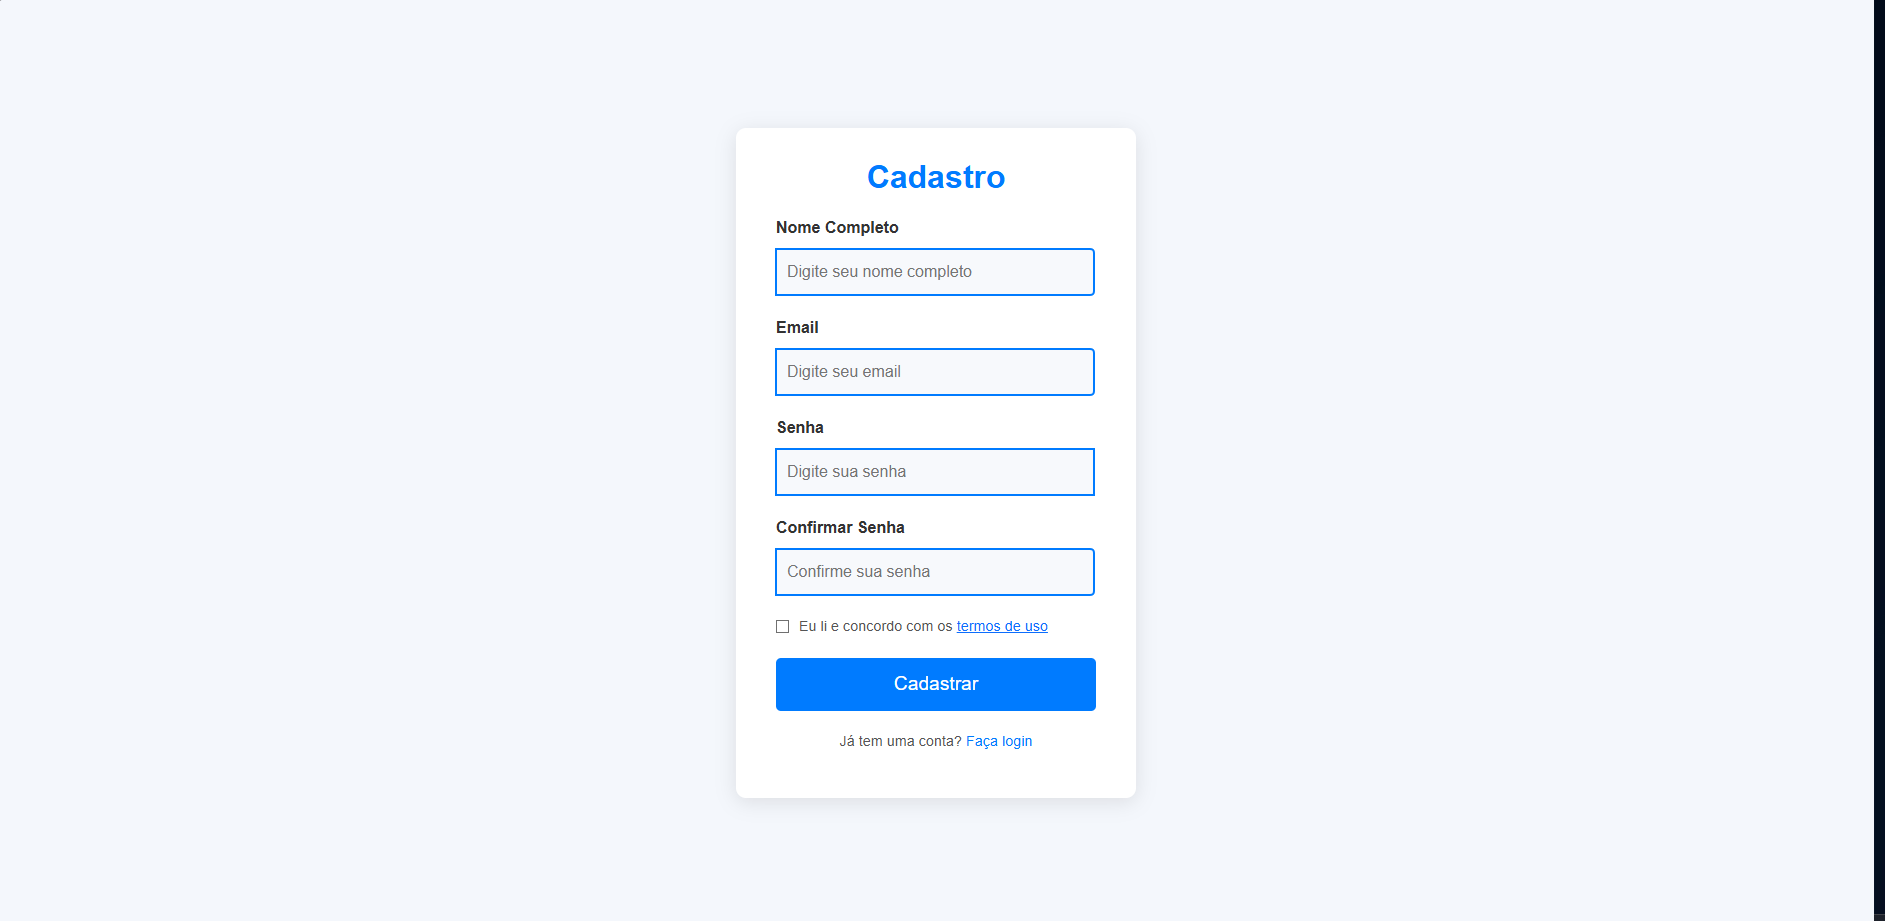 Cadastro
Nome Completo
Digite seu nome completo
Email
Digite seu email
Senha
Digite sua senha
Confirmar Senha
Confirme sua senha
Eu li e concordo com os termos de uso
Cadastrar
Já tem uma conta? Faça login